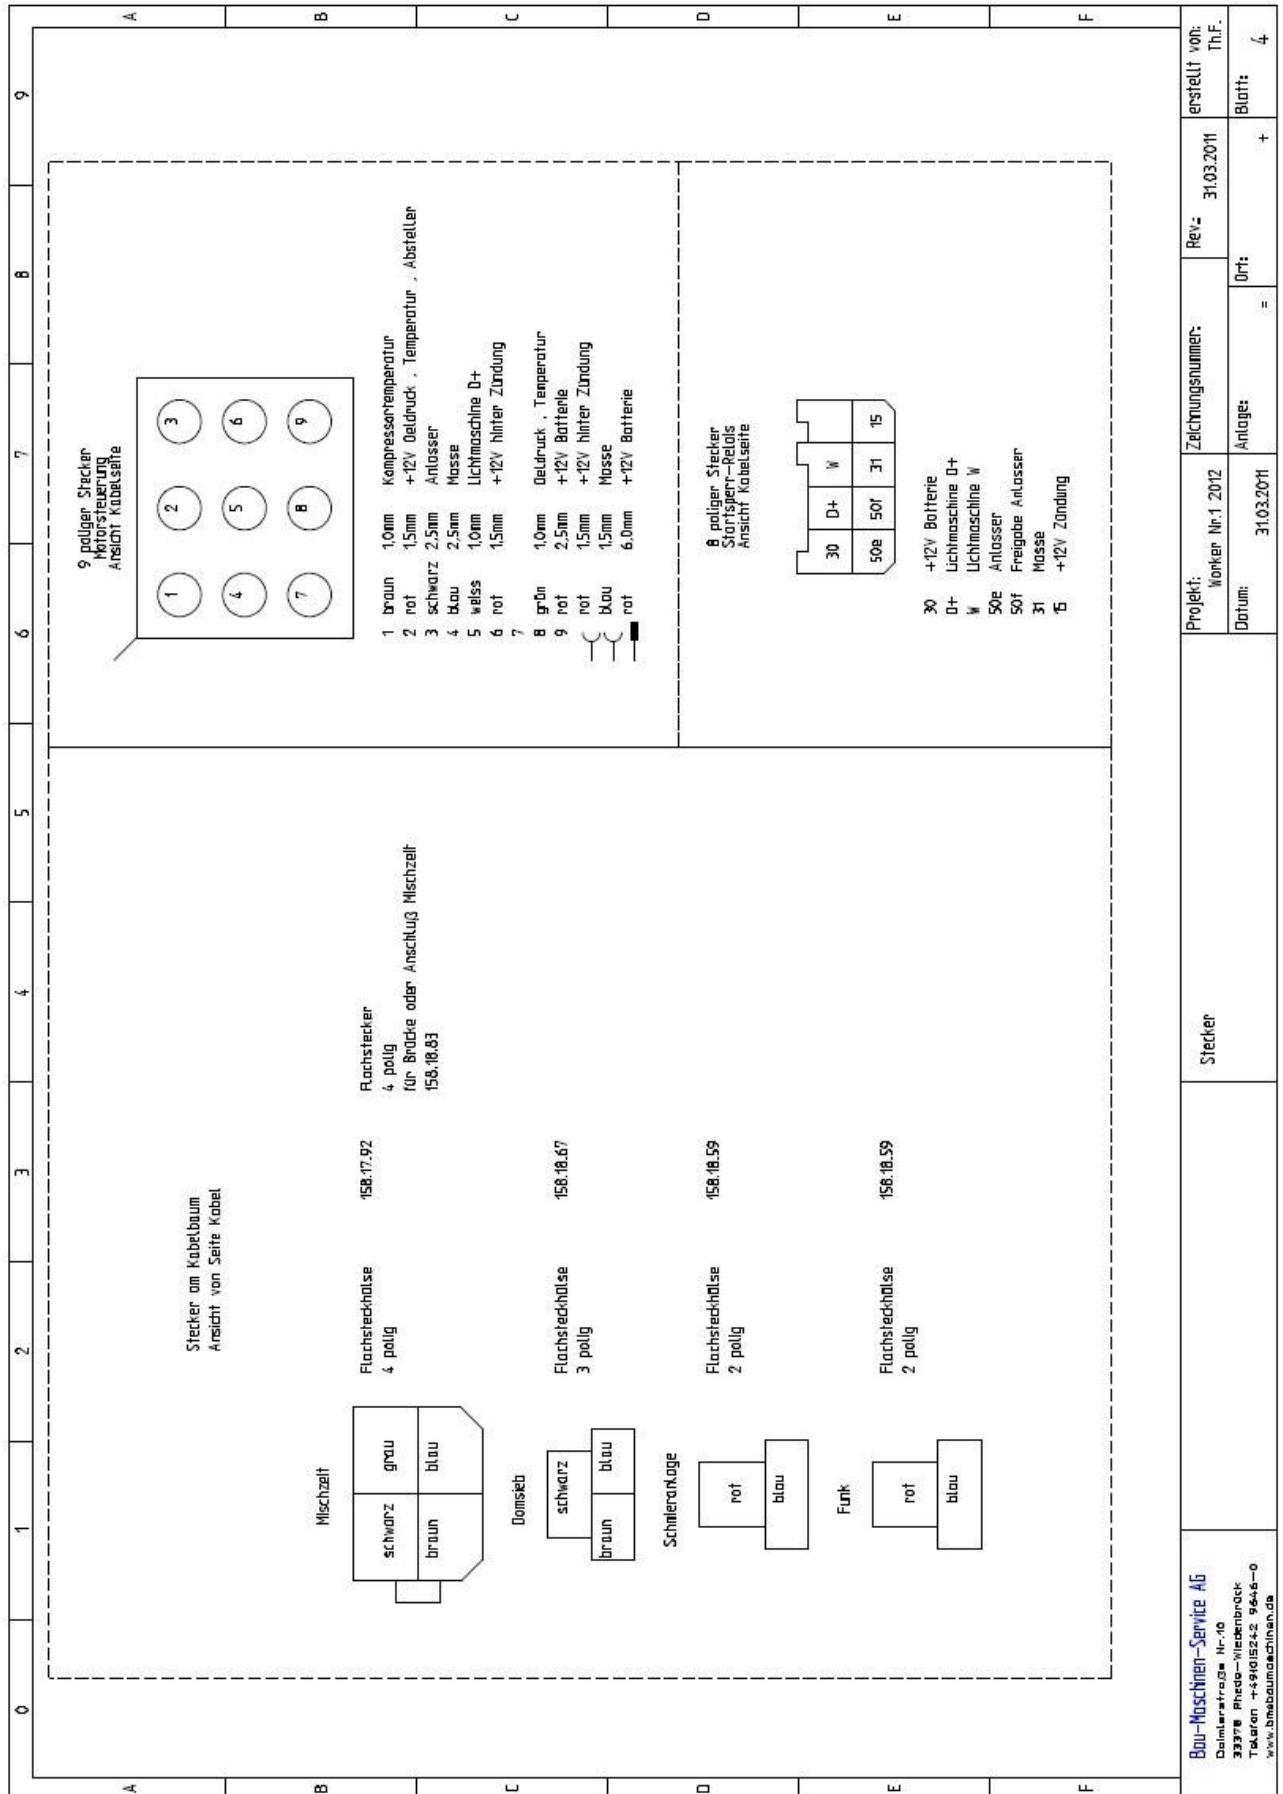 0 1 2 3 4 5 6 7 8 9
A
B
C
D
E
F
Stecker am Kabelbaum
Ansicht von Seite Kabel
Mischzelt
schwarz grau
braun blau
Flachsteckhülse 158.17.92
4 polig
Flachstecker
4 polig
für Brücke oder Anschluß Mischzelt
158.18.83
Domsieb
schwarz
braun blau
Flachsteckhülse 158.18.67
3 polig
Schmieranlage
rot
blau
Flachsteckhülse 158.18.59
2 polig
Funk
rot
blau
Flachsteckhülse 158.18.59
2 polig
9 poliger Stecker
Motorsteuerung
Ansicht Kabelseite
1 2 3
4 5 6
7 8 9
1 braun 1,0mm Kompressortemperatur
2 rot 1,5mm +12V Oeldruck , Temperatur , Absteller
3 schwarz 2,5mm Anlasser
4 blau 2,5mm Masse
5 weiss 1,0mm Lichtmaschine D+
6 rot 1,5mm +12V hinter Zündung
7
8 grün 1,0mm Oeldruck , Temperatur
9 rot 2,5mm +12V Batterie
rot 1,5mm +12V hinter Zündung
blau 1,5mm Masse
rot 6,0mm +12V Batterie
8 poliger Stecker
Startsperr-Relais
Ansicht Kabelseite
30 D+ W
50e 50f 31 15
30 +12V Batterie
D+ Lichtmaschine D+
W Lichtmaschine W
50e Anlasser
50f Freigabe Anlasser
31 Masse
15 +12V Zündung
A
B
C
D
E
F
Bau-Maschinen-Service AG
Daimlerstraße Nr.10
33378 Rheda-Wiedenbrück
Telefon ++49(0)5242 9646-0
www.bmsbaumaschinen.de
Stecker
Projekt:
Worker Nr.1 2012
Datum:
31.03.2011
Zeichnungsnummer:
Anlage:
=
Rev.:
31.03.2011
Ort:
+
erstellt von:
Th.F.
Blatt:
4